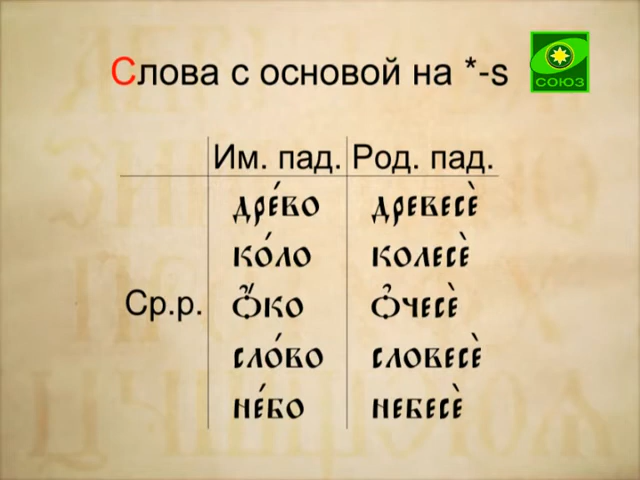 Слова с основой на *-s
СОЮЗ
Им. пад. Род. пад.
дре́во древесѐ
ко́ло колесѐ
Ср.р. ѻ҆́ко ѻ҆чесѐ
сло́во словесѐ
не́бо небесѐ